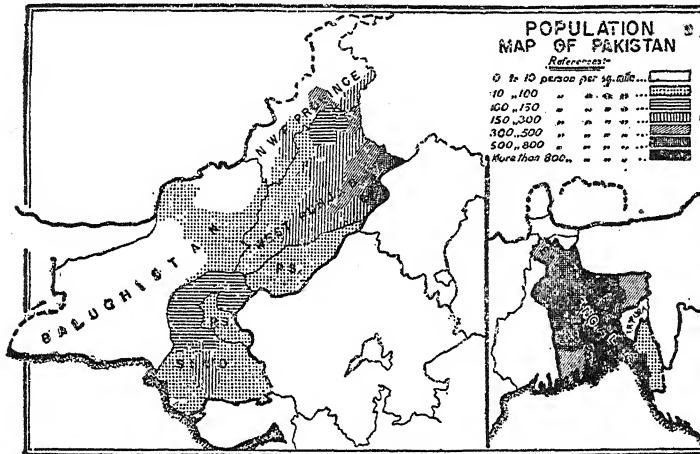 POPULATION
MAP OF PAKISTAN
References:-
0 to 10 person per sq. mile...
10 „ 100 „ „ „ „ ...
100 „ 150 „ „ „ „ ...
150 „ 300 „ „ „ „ ...
300 „ 500 „ „ „ „ ...
500 „ 800 „ „ „ „ ...
More than 800 „ „ „ „ ...
N.W.F. PROVINCE
WEST PUNJAB
BALUCHISTAN
SIND